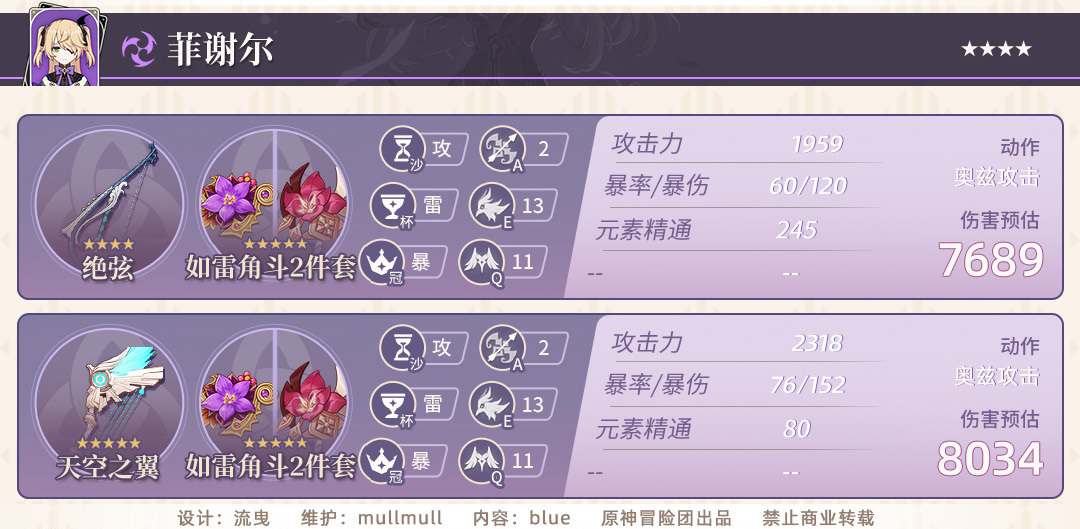 菲谢尔 ★★★★
绝弦
如雷角斗2件套
沙 攻
A 2
杯 雷
E 13
冠 暴
Q 11
攻击力 1959
暴率/暴伤 60/120
元素精通 245
-- --
动作
奥兹攻击
伤害预估
7689
天空之翼
如雷角斗2件套
沙 攻
A 2
杯 雷
E 13
冠 暴
Q 11
攻击力 2318
暴率/暴伤 76/152
元素精通 80
-- --
动作
奥兹攻击
伤害预估
8034
设计：流曳 维护：mullmull 内容：blue 原神冒险团出品 禁止商业转载